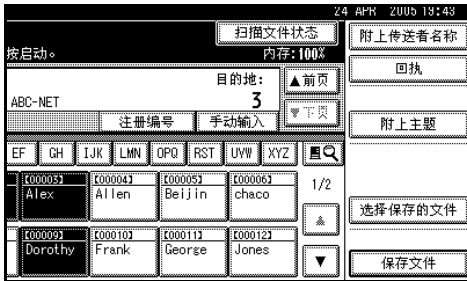 24 APR 2005 19:43
扫描文件状态
附上传送者名称
按启动。
内存:100%
回执
目的地:
▲前页
ABC-NET
3
▼下页
注册编号
手动输入
附上主题
EF GH IJK LMN OPQ RST UVW XYZ
[00003] [00004] [00005] [00006]
Alex Allen Beijin chaco
1/2
选择保存的文件
[00009] [00010] [00011] [00012]
Dorothy Frank George Jones
▼
保存文件